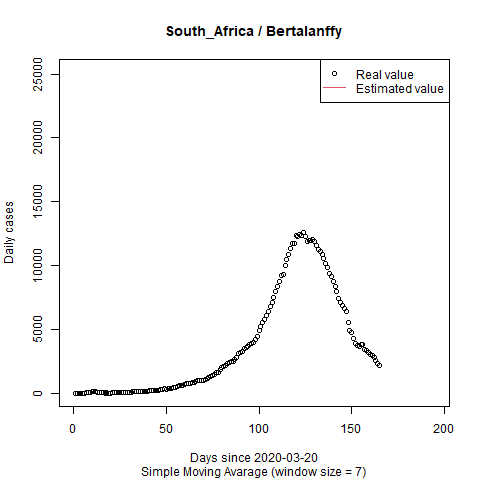 South_Africa / Bertalanffy
Real value
Estimated value
Daily cases
25000
20000
15000
10000
5000
0
0
50
100
150
200
Days since 2020-03-20
Simple Moving Avarage (window size = 7)